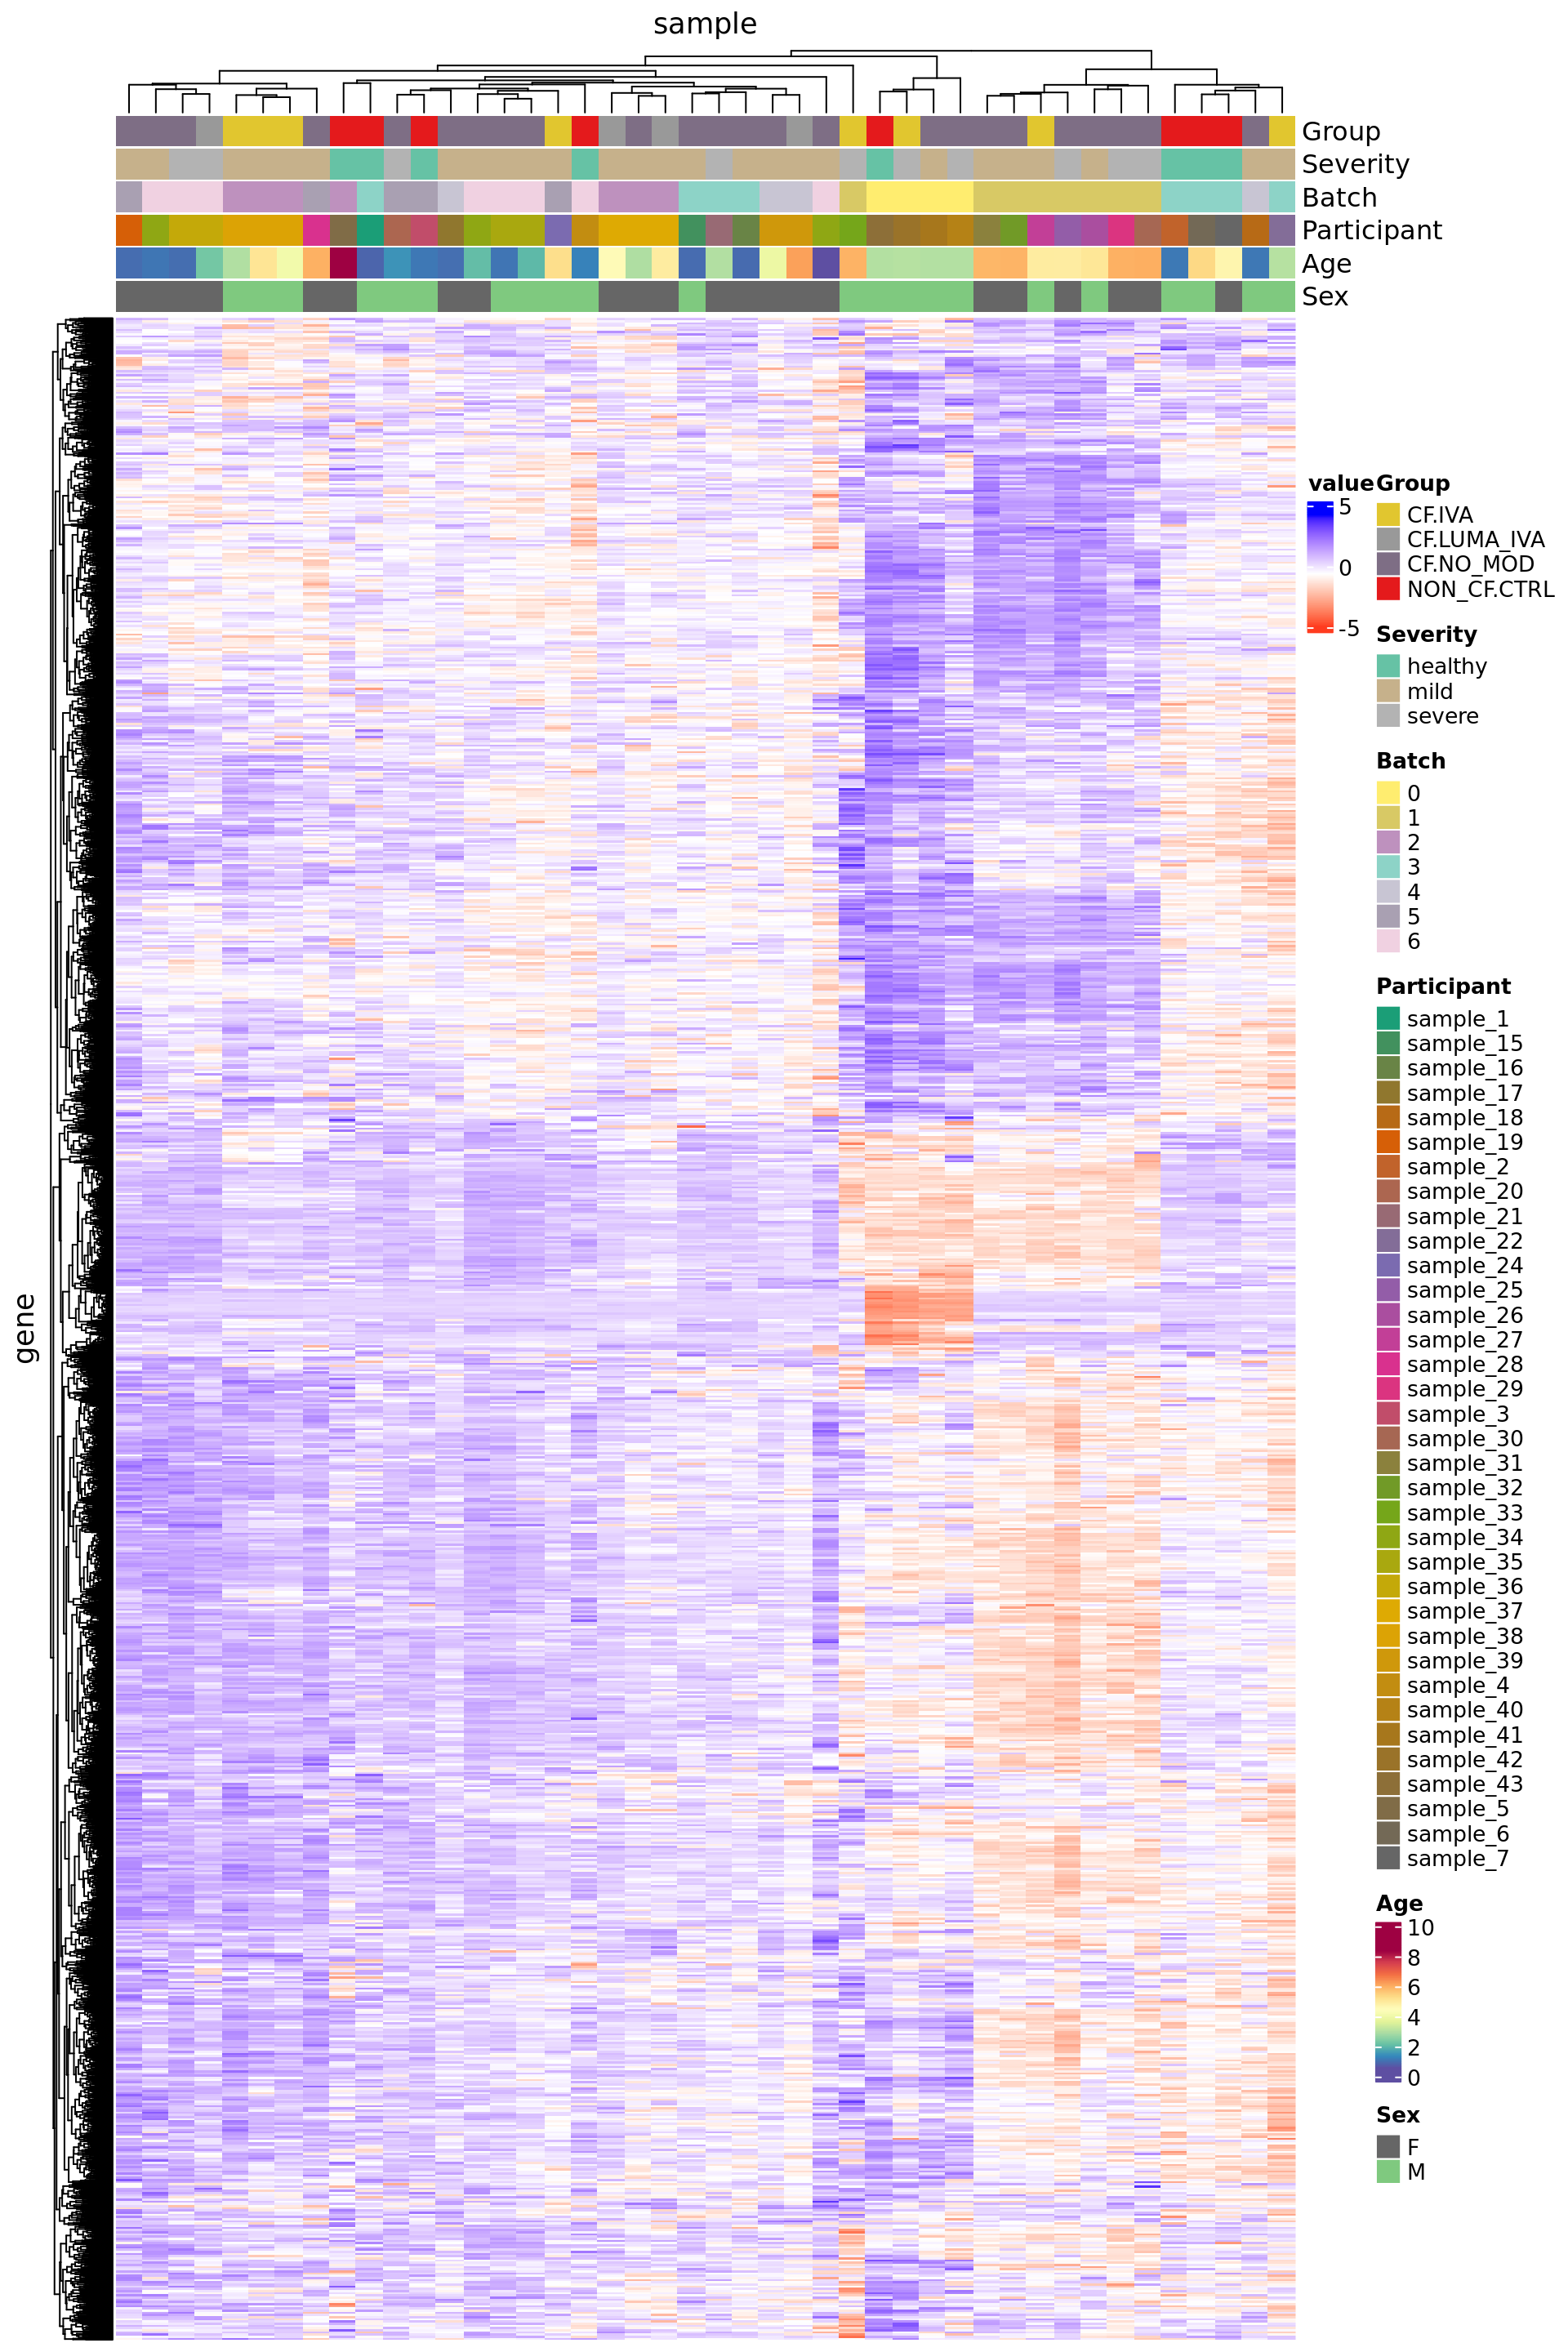 sample
Group
Severity
Batch
Participant
Age
Sex
gene
value
5
0
-5
Group
CF.IVA
CF.LUMA_IVA
CF.NO_MOD
NON_CF.CTRL
Severity
healthy
mild
severe
Batch
0
1
2
3
4
5
6
Participant
sample_1
sample_15
sample_16
sample_17
sample_18
sample_19
sample_2
sample_20
sample_21
sample_22
sample_24
sample_25
sample_26
sample_27
sample_28
sample_29
sample_3
sample_30
sample_31
sample_32
sample_33
sample_34
sample_35
sample_36
sample_37
sample_38
sample_39
sample_4
sample_40
sample_41
sample_42
sample_43
sample_5
sample_6
sample_7
Age
10
8
6
4
2
0
Sex
F
M